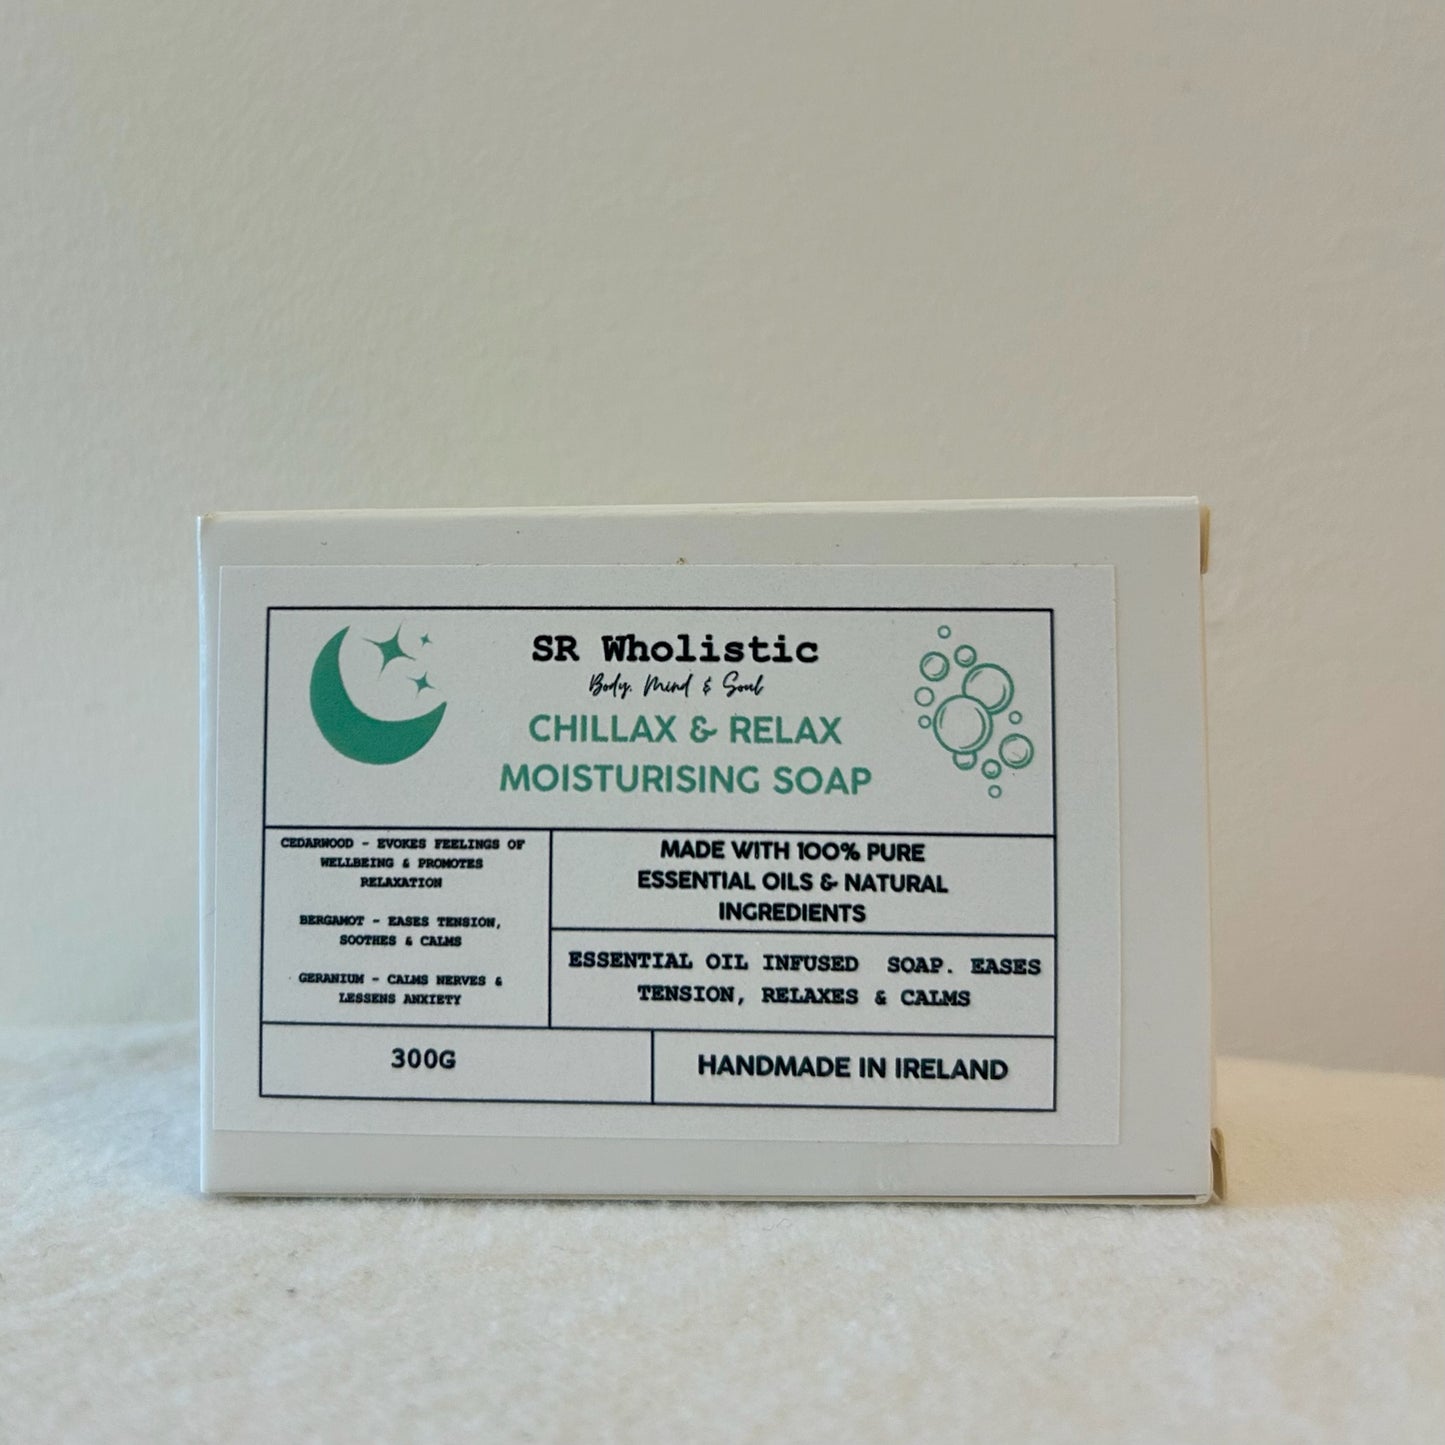 SR Wholistic
Body, Mind & Soul
CHILLAX & RELAX
MOISTURISING SOAP
CEDARWOOD - EVOKES FEELINGS OF
WELLBEING & PROMOTES
RELAXATION
BERGAMOT - EASES TENSION,
SOOTHES & CALMS
GERANIUM - CALMS NERVES &
LESSENS ANXIETY
MADE WITH 100% PURE
ESSENTIAL OILS & NATURAL
INGREDIENTS
ESSENTIAL OIL INFUSED SOAP. EASES
TENSION, RELAXES & CALMS
300G
HANDMADE IN IRELAND